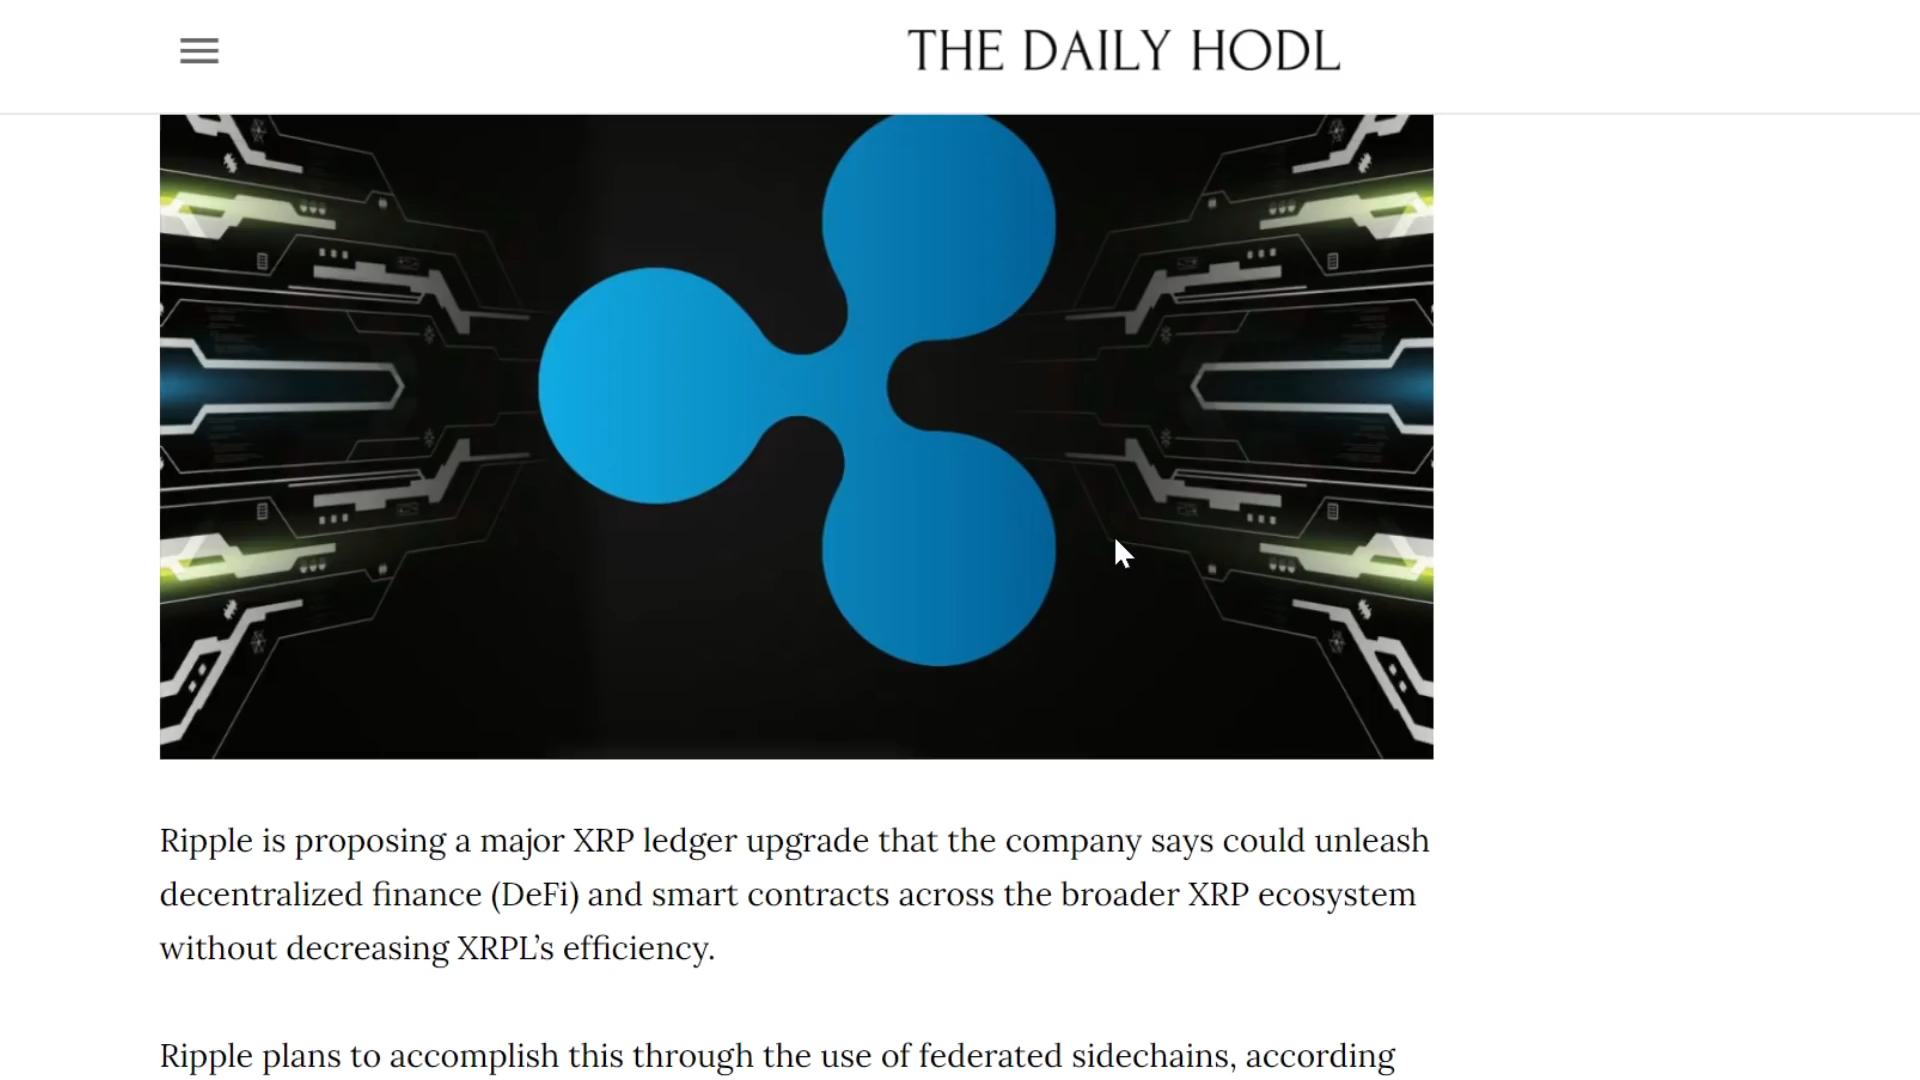 THE DAILY HODL
Ripple is proposing a major XRP ledger upgrade that the company says could unleash
decentralized finance (DeFi) and smart contracts across the broader XRP ecosystem
without decreasing XRPL’s efficiency.
Ripple plans to accomplish this through the use of federated sidechains, according